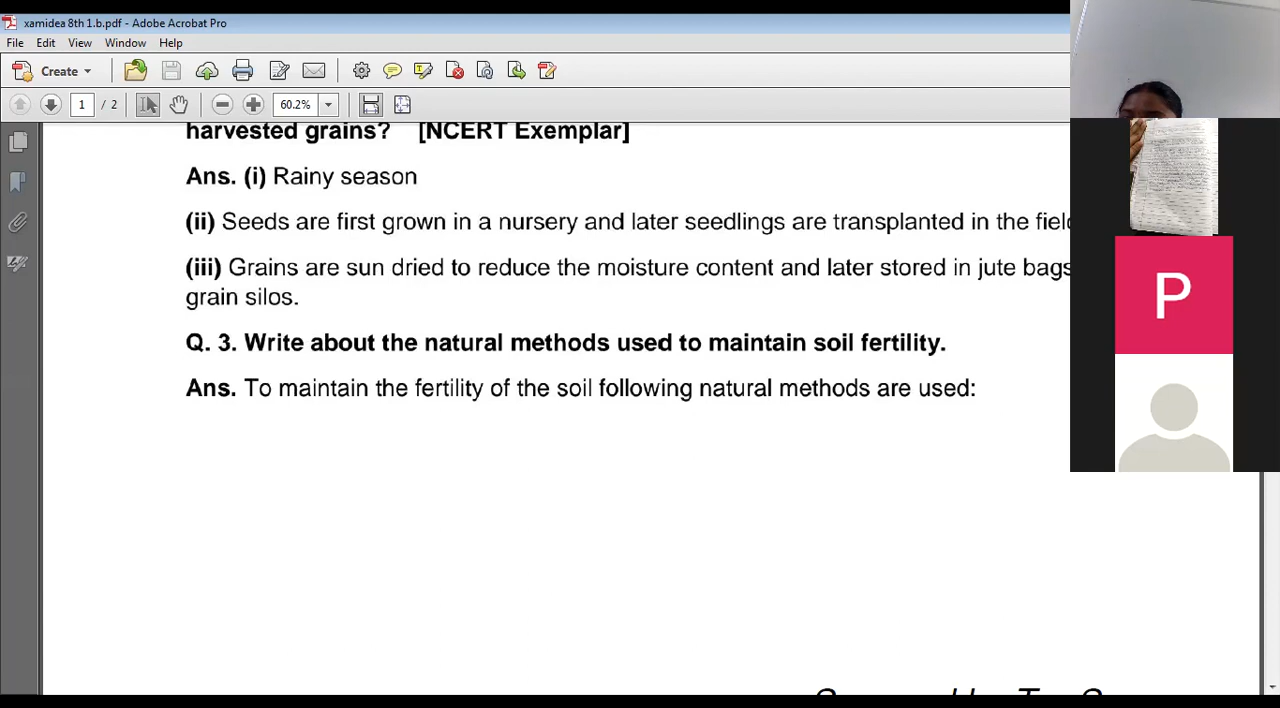 xamidea 8th 1.b.pdf - Adobe Acrobat Pro
File Edit View Window Help
Create
1 / 2 60.2%
harvested grains? [NCERT Exemplar]
Ans. (i) Rainy season
(ii) Seeds are first grown in a nursery and later seedlings are transplanted in the
(iii) Grains are sun dried to reduce the moisture content and later stored in jute bags
grain silos.
Q. 3. Write about the natural methods used to maintain soil fertility.
Ans. To maintain the fertility of the soil following natural methods are used:
P